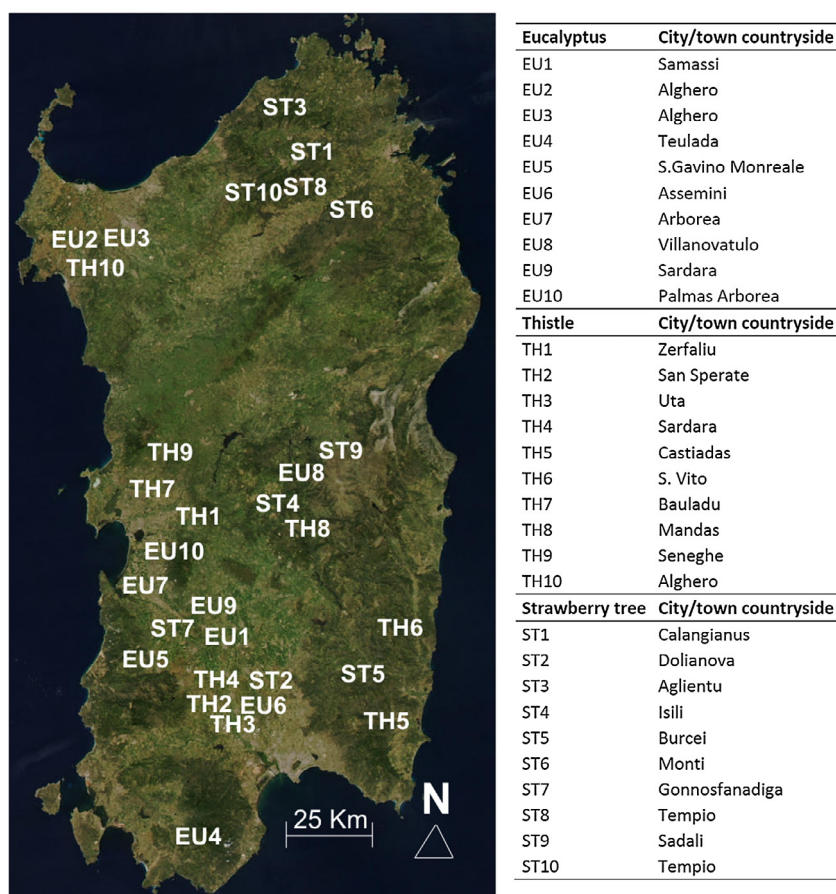 ST3
ST1
ST10 ST8
ST6
EU2 EU3
TH10
TH9
ST9
EU8
TH7
ST4
TH1
TH8
EU10
EU7
EU9
ST7
TH6
EU1
EU5
TH4 ST2
ST5
TH2 EU6
TH3
TH5
EU4
25 Km
N
Eucalyptus City/town countryside
EU1 Samassi
EU2 Alghero
EU3 Alghero
EU4 Teulada
EU5 S.Gavino Monreale
EU6 Assemini
EU7 Arborea
EU8 Villanovatulo
EU9 Sardara
EU10 Palmas Arborea
Thistle City/town countryside
TH1 Zerfaliu
TH2 San Sperate
TH3 Uta
TH4 Sardara
TH5 Castiadas
TH6 S. Vito
TH7 Bauladu
TH8 Mandas
TH9 Seneghe
TH10 Alghero
Strawberry tree City/town countryside
ST1 Calangianus
ST2 Dolianova
ST3 Aglientu
ST4 Isili
ST5 Burcei
ST6 Monti
ST7 Gonnosfanadiga
ST8 Tempio
ST9 Sadali
ST10 Tempio